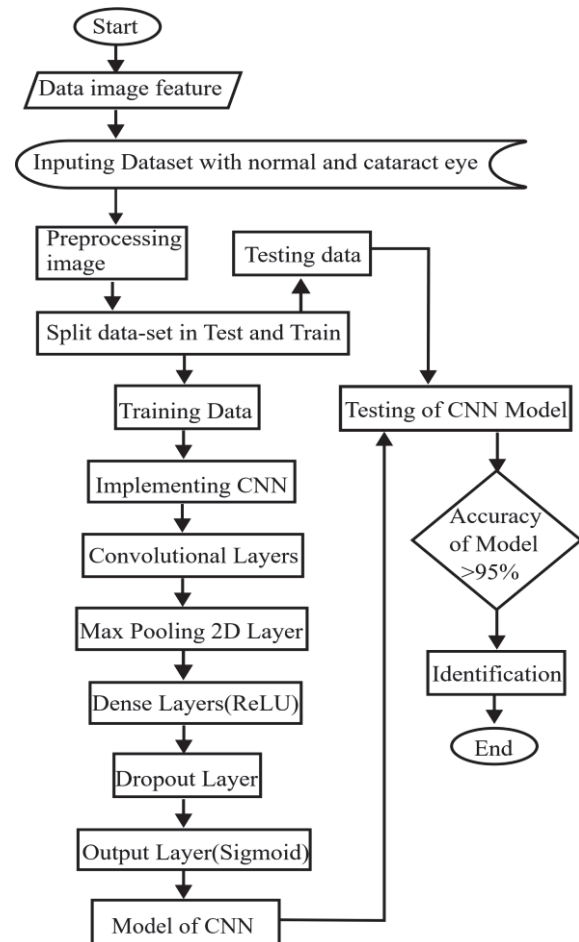 Start
Data image feature
Inputing Dataset with normal and cataract eye
Preprocessing
image
Testing data
Split data-set in Test and Train
Training Data
Testing of CNN Model
Implementing CNN
Convolutional Layers
Accuracy
of Model
>95%
Max Pooling 2D Layer
Identification
Dense Layers(ReLU)
End
Dropout Layer
Output Layer(Sigmoid)
Model of CNN